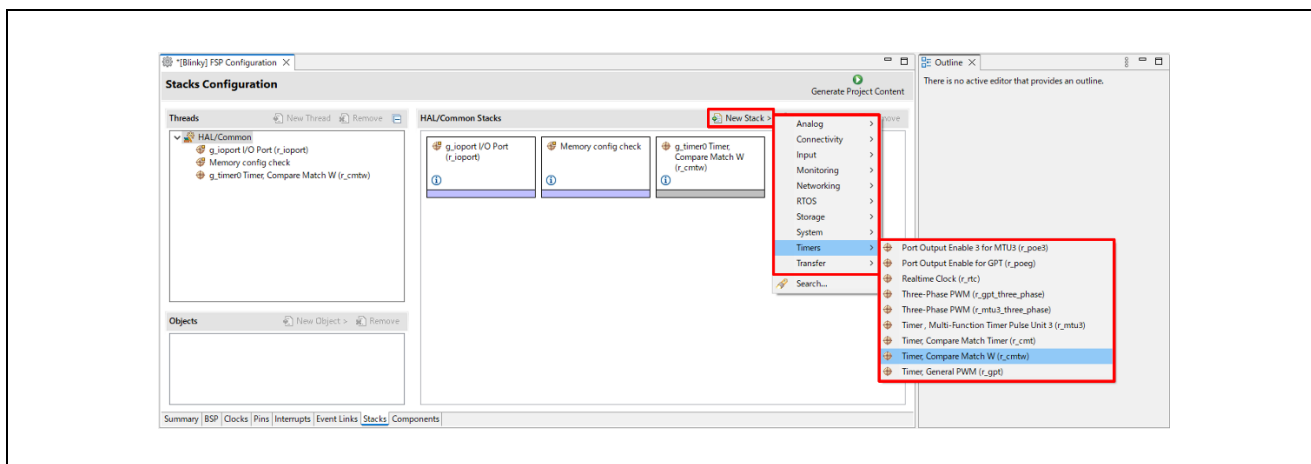 *[Blinky] FSP Configuration
Outline
Stacks Configuration
Generate Project Content
There is no active editor that provides an outline.
Threads
New Thread
Remove
HAL/Common Stacks
New Stack >
HAL/Common
g_ioport I/O Port (r_ioport)
Memory config check
g_timer0 Timer, Compare Match W (r_cmtw)
g_ioport I/O Port
(r_ioport)
Memory config check
g_timer0 Timer,
Compare Match W
(r_cmtw)
Analog >
Connectivity >
Input >
Monitoring >
Networking >
RTOS >
Storage >
System >
Timers >
Transfer >
Search...
Port Output Enable 3 for MTU3 (r_poe3)
Port Output Enable for GPT (r_poeg)
Realtime Clock (r_rtc)
Three-Phase PWM (r_gpt_three_phase)
Three-Phase PWM (r_mtu3_three_phase)
Timer , Multi-Function Timer Pulse Unit 3 (r_mtu3)
Timer, Compare Match Timer (r_cmt)
Timer, Compare Match W (r_cmtw)
Timer, General PWM (r_gpt)
Objects
New Object >
Remove
Summary BSP Clocks Pins Interrupts Event Links Stacks Components